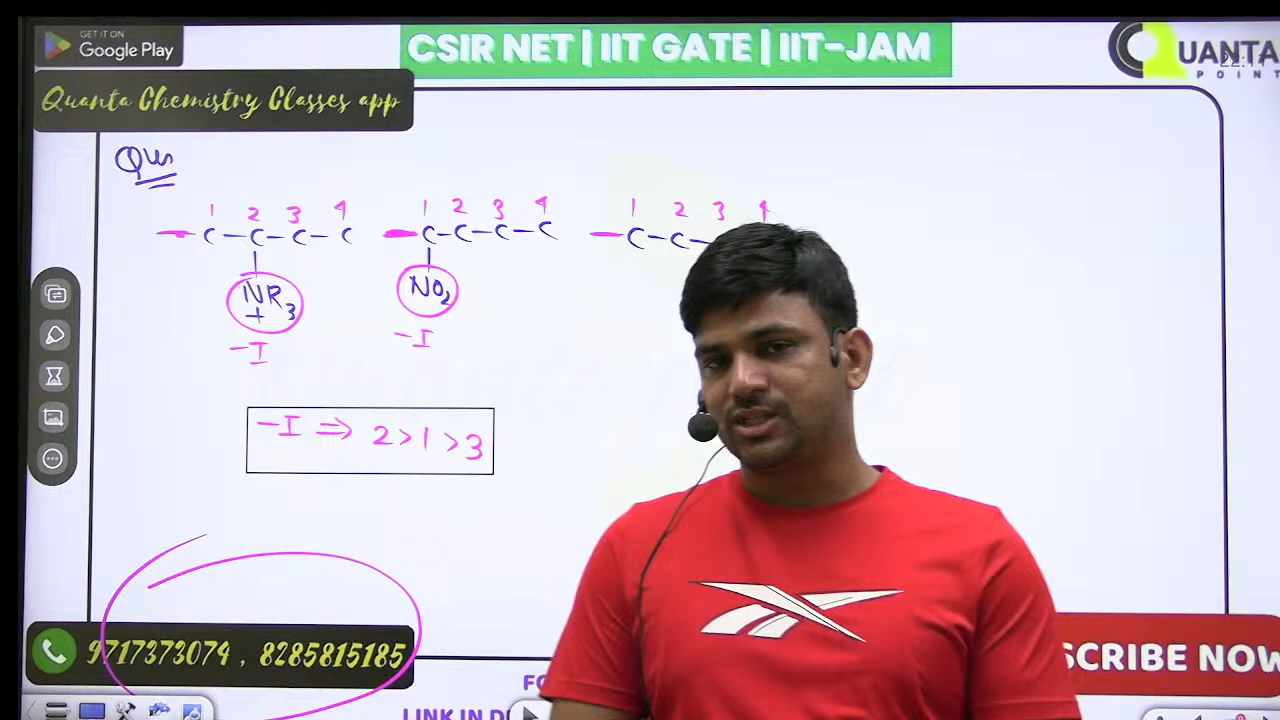 GET IT ON
Google Play
CSIR NET | IIT GATE | IIT-JAM
QUANTA
POINT
Quanta Chemistry Classes app
Qus
1 2 3 4 1 2 3 4 1 2 3 4
C-C-C-C C-C-C-C C-C-
NR3 NO2
+
-I -I
-I ⇒ 2>1>3
9717373074 , 8285815185
SCRIBE NOW
LINK IN